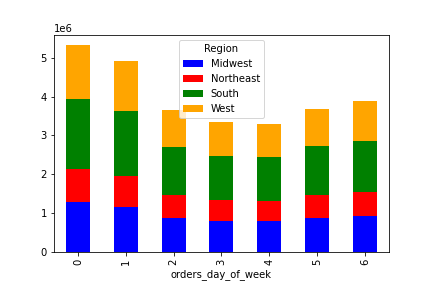 1e6
5
4
3
2
1
0
Region
Midwest
Northeast
South
West
0 1 2 3 4 5 6
orders_day_of_week